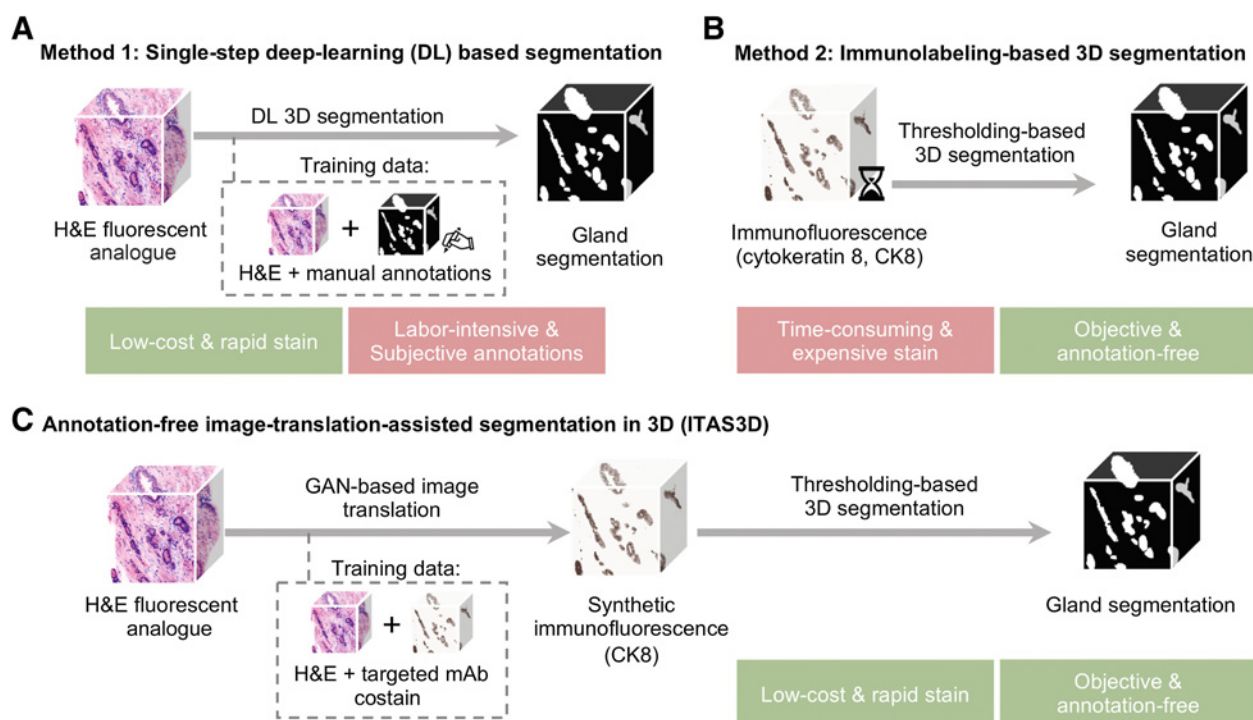 A
Method 1: Single-step deep-learning (DL) based segmentation
DL 3D segmentation
Training data:
+
H&E + manual annotations
H&E fluorescent
analogue
Gland
segmentation
Low-cost & rapid stain
Labor-intensive &
Subjective annotations
B
Method 2: Immunolabeling-based 3D segmentation
Thresholding-based
3D segmentation
Immunofluorescence
(cytokeratin 8, CK8)
Gland
segmentation
Time-consuming &
expensive stain
Objective &
annotation-free
C
Annotation-free image-translation-assisted segmentation in 3D (ITAS3D)
GAN-based image
translation
Training data:
+
H&E + targeted mAb
costain
H&E fluorescent
analogue
Synthetic
immunofluorescence
(CK8)
Thresholding-based
3D segmentation
Gland segmentation
Low-cost & rapid stain
Objective &
annotation-free